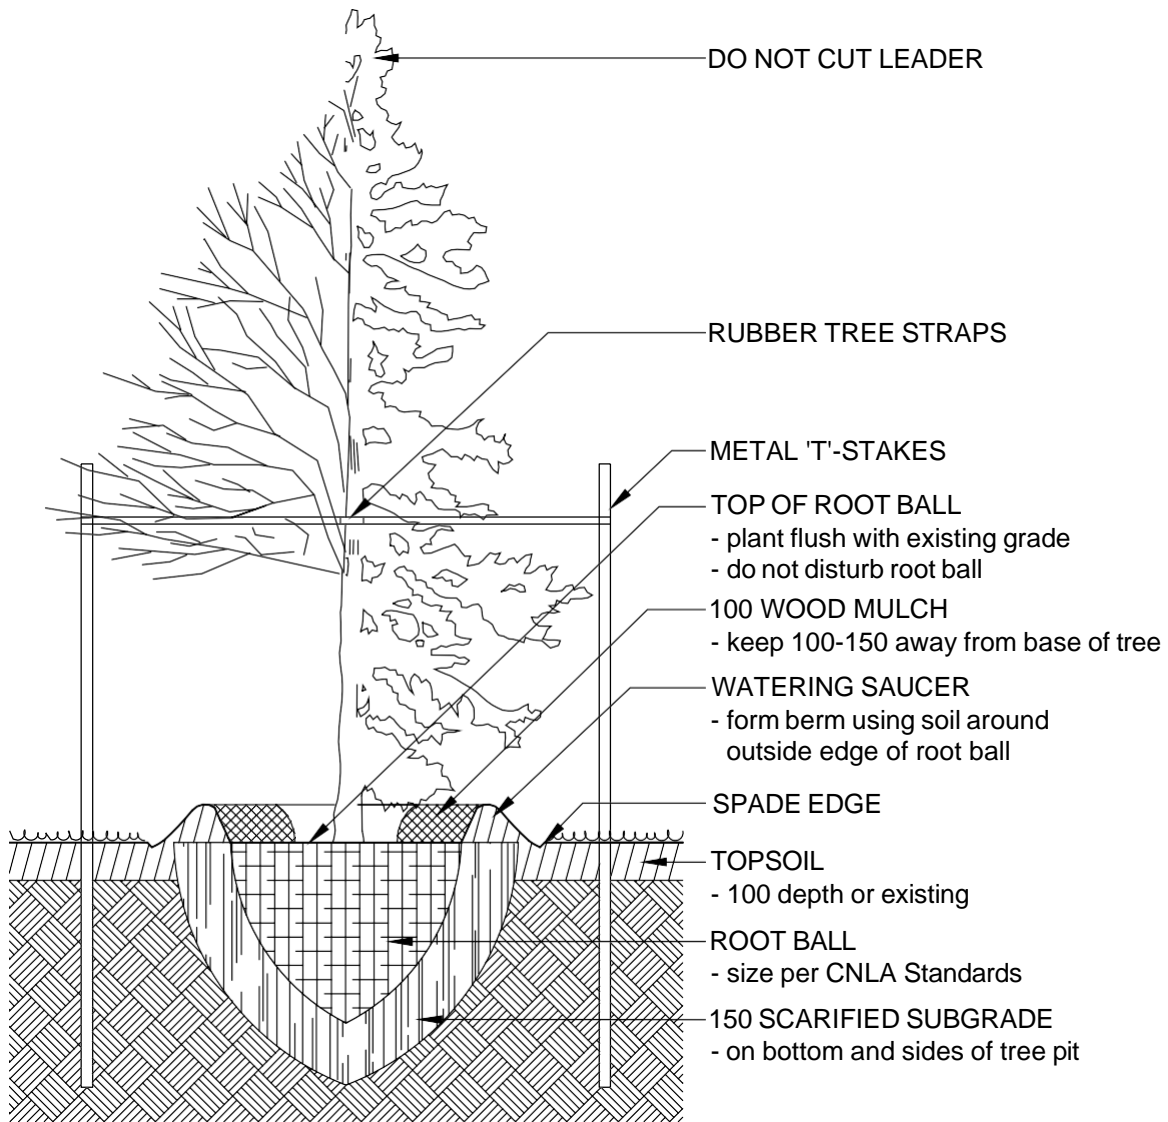 DO NOT CUT LEADER
RUBBER TREE STRAPS
METAL 'T'-STAKES
TOP OF ROOT BALL
- plant flush with existing grade
- do not disturb root ball
100 WOOD MULCH
- keep 100-150 away from base of tree
WATERING SAUCER
- form berm using soil around
outside edge of root ball
SPADE EDGE
TOPSOIL
- 100 depth or existing
ROOT BALL
- size per CNLA Standards
150 SCARIFIED SUBGRADE
- on bottom and sides of tree pit